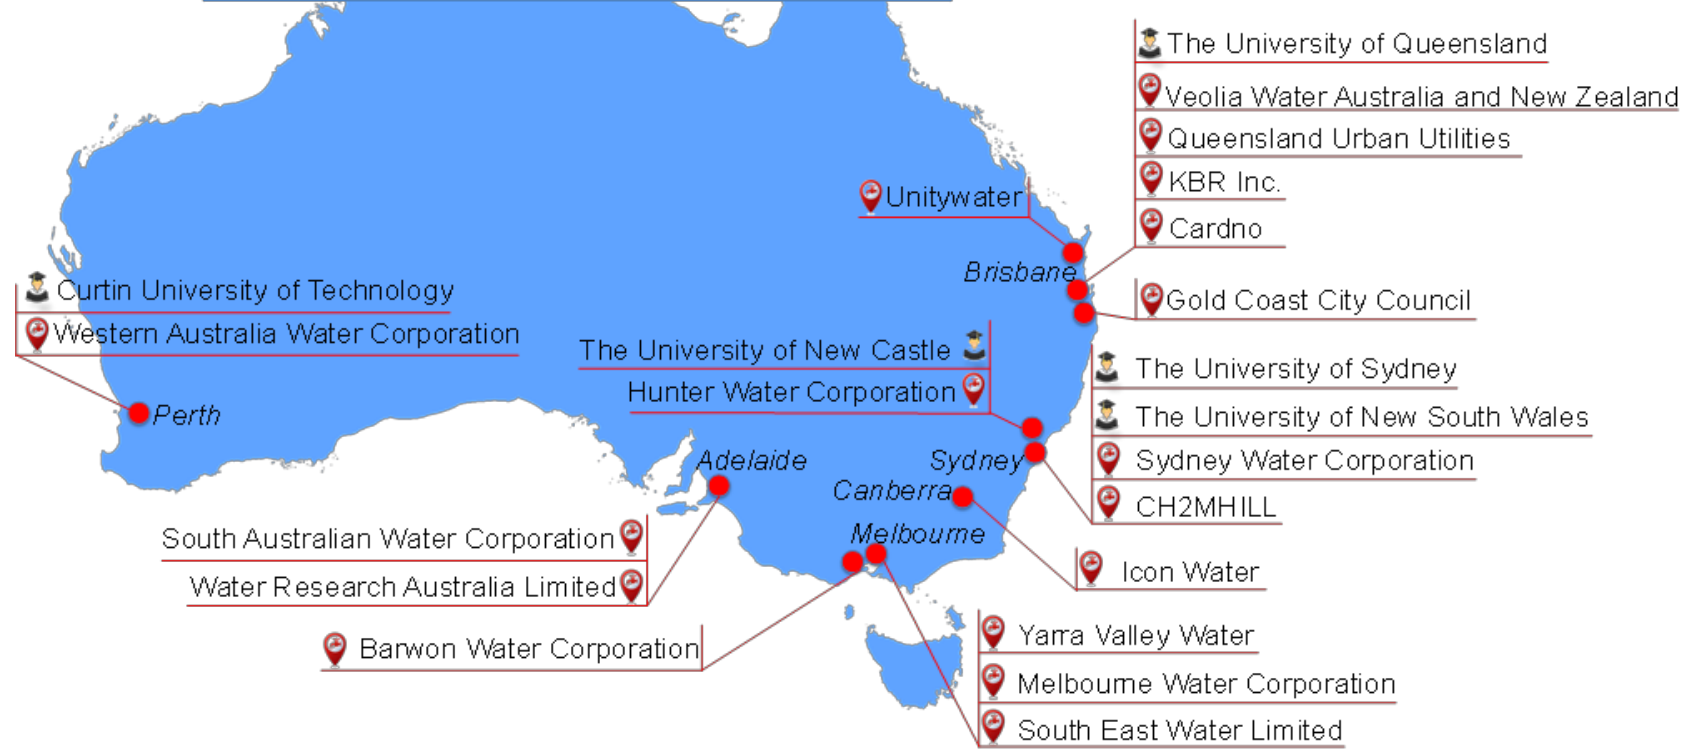 The University of Queensland
Veolia Water Australia and New Zealand
Queensland Urban Utilities
KBR Inc.
Cardno
Unitywater
Brisbane
Gold Coast City Council
Curtin University of Technology
Western Australia Water Corporation
Perth
The University of New Castle
Hunter Water Corporation
The University of Sydney
The University of New South Wales
Sydney Water Corporation
CH2MHILL
Adelaide
Sydney
Canberra
Melbourne
South Australian Water Corporation
Water Research Australia Limited
Icon Water
Barwon Water Corporation
Yarra Valley Water
Melbourne Water Corporation
South East Water Limited